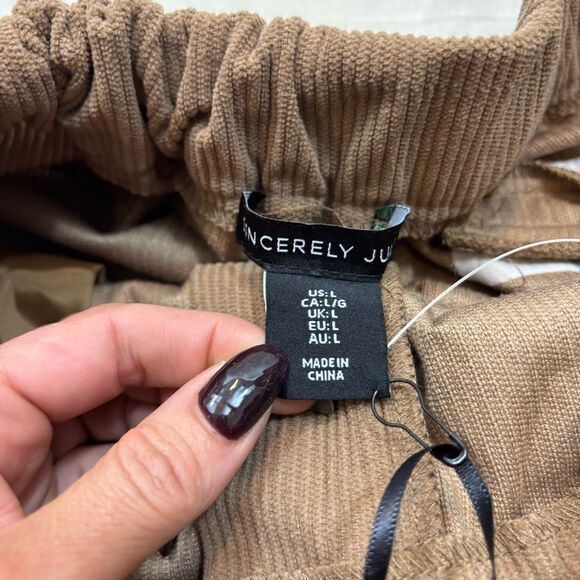 SINCERELY JU
US:L
CA:L/G
UK:L
EU:L
AU:L
MADE IN
CHINA